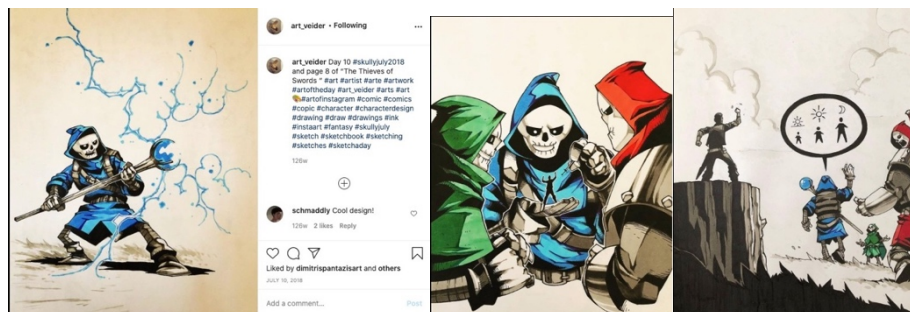 art_veider • Following
art_veider Day 10 #skullyjuly2018
and page 8 of "The Thieves of
Swords " #art #artist #arte #artwork
#artoftheday #art_veider #arts #art
🎨#artofinstagram #comic #comics
#copic #character #characterdesign
#drawing #draw #drawings #ink
#instaart #fantasy #skullyjuly
#sketch #sketchbook #sketching
#sketches #sketchaday
126w
schmaddly Cool design!
126w 2 likes Reply
Liked by dimitrispantazisart and others
JULY 10, 2018
Add a comment...
Post